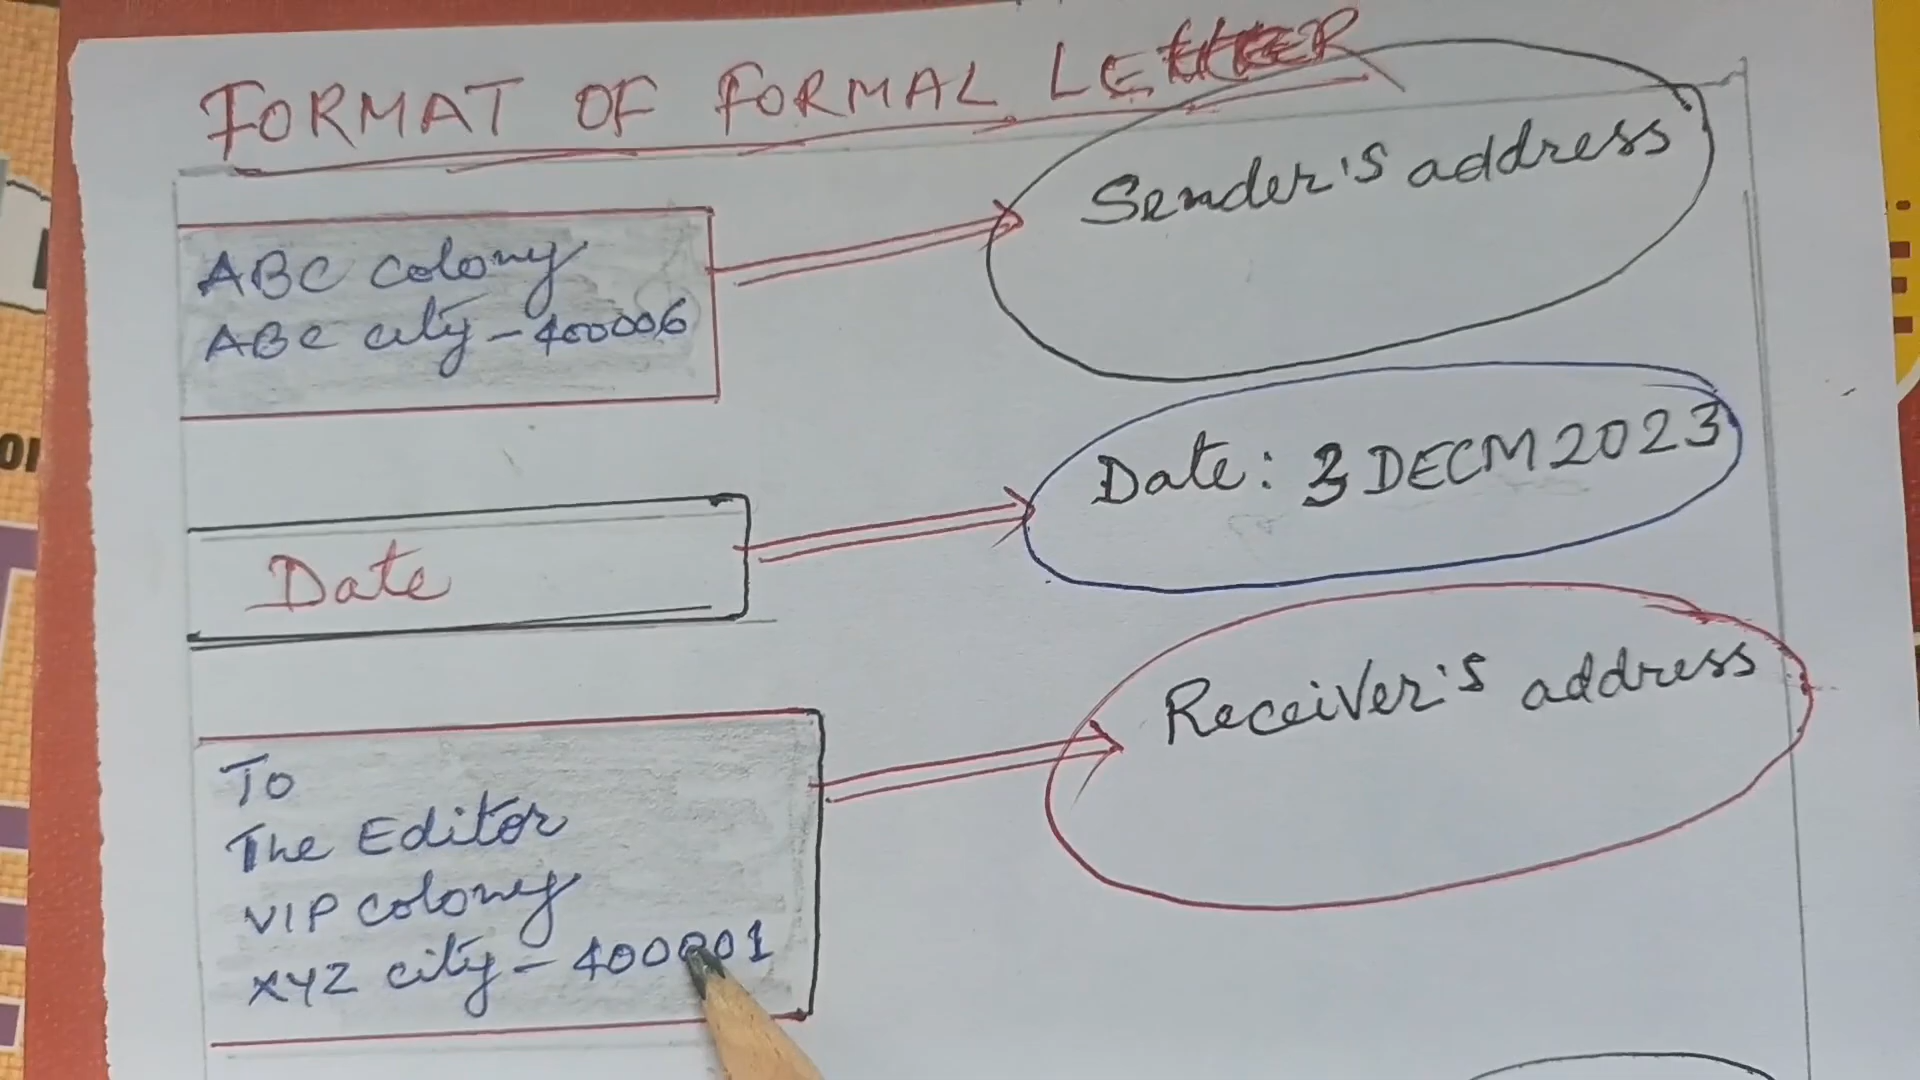 FORMAT OF FORMAL LETTER
ABC colony
ABC city - 400006
Sender's address
Date
Date: 3 DECM 2023
To
The Editor
VIP colony
XYZ city - 400001
Receiver's address